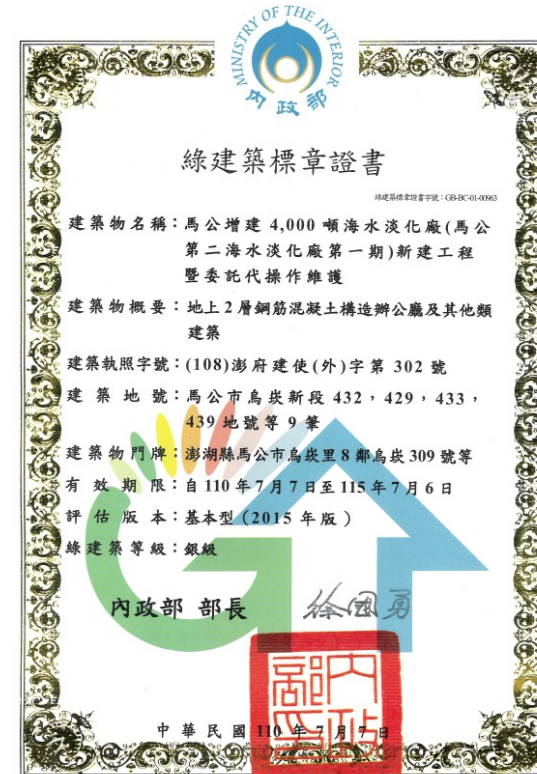 MINISTRY OF THE INTERIOR
內政部
綠建築標章證書
綠建築標章證書字號：GB-BC-01-00963
建築物名稱：馬公增建 4,000 噸海水淡化廠(馬公
第二海水淡化廠第一期)新建工程
暨委託代操作維護
建築物概要：地上2層鋼筋混凝土構造辦公廳及其他類
建築
建築執照字號：(108)澎府建使(外)字第 302 號
建築地號：馬公市烏崁新段 432，429，433，
439 地號等 9 筆
建築物門牌：澎湖縣馬公市烏崁里8鄰烏崁309號等
有效期限：自110年7月7日至115年7月6日
評估版本：基本型（2015 年版）
綠建築等級：銀級
內政部 部長 徐國勇
內政部印
中華民國 110 年 7 月 7 日